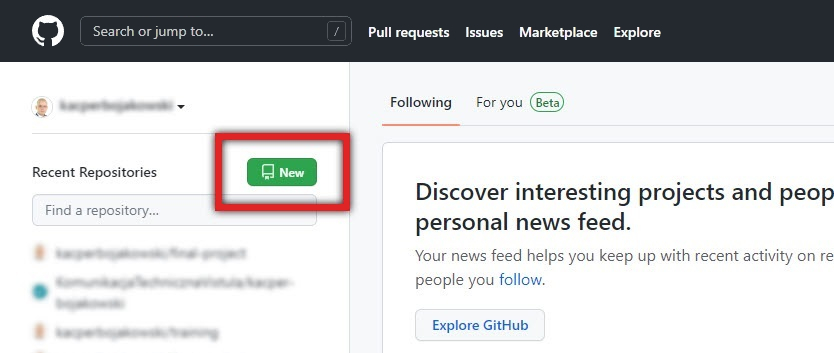 Search or jump to...
/
Pull requests
Issues
Marketplace
Explore
kacperbojakowski
Following
For you
Beta
Recent Repositories
New
Find a repository...
kacperbojakowski/final-project
KomunikacjaTechnicznaVistula/kacper-
bojakowski
kacperbojakowski/training
Discover interesting projects and peop
personal news feed.
Your news feed helps you keep up with recent activity on re
people you follow.
Explore GitHub